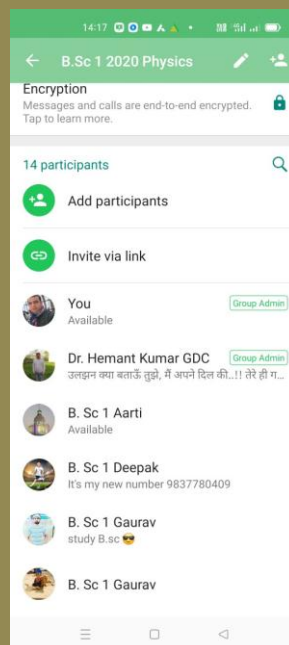 14:17
B.Sc 1 2020 Physics
Encryption
Messages and calls are end-to-end encrypted.
Tap to learn more.
14 participants
Add participants
Invite via link
You
Group Admin
Available
Dr. Hemant Kumar GDC
Group Admin
उलझन क्या बताऊँ तुझे, मैं अपने दिल की..!! तेरे ही ग...
B. Sc 1 Aarti
Available
B. Sc 1 Deepak
It's my new number 9837780409
B. Sc 1 Gaurav
study B.sc 😎
B. Sc 1 Gaurav